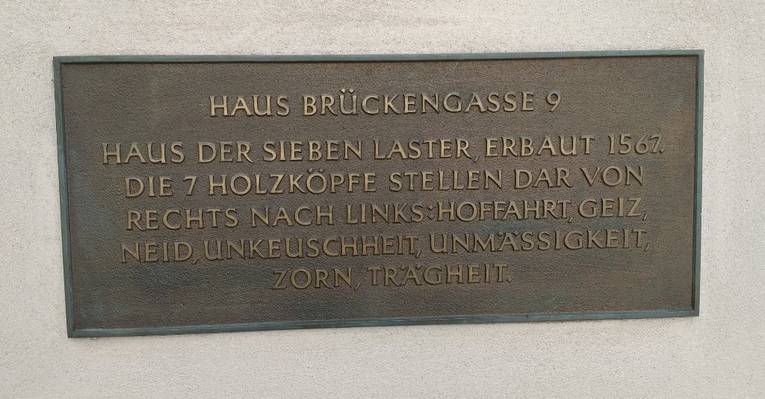 HAUS BRÜCKENGASSE 9
HAUS DER SIEBEN LASTER, ERBAUT 1567.
DIE 7 HOLZKÖPFE STELLEN DAR VON
RECHTS NACH LINKS: HOFFAHRT, GEIZ,
NEID, UNKEUSCHHEIT, UNMÄSSIGKEIT,
ZORN, TRÄGHEIT.